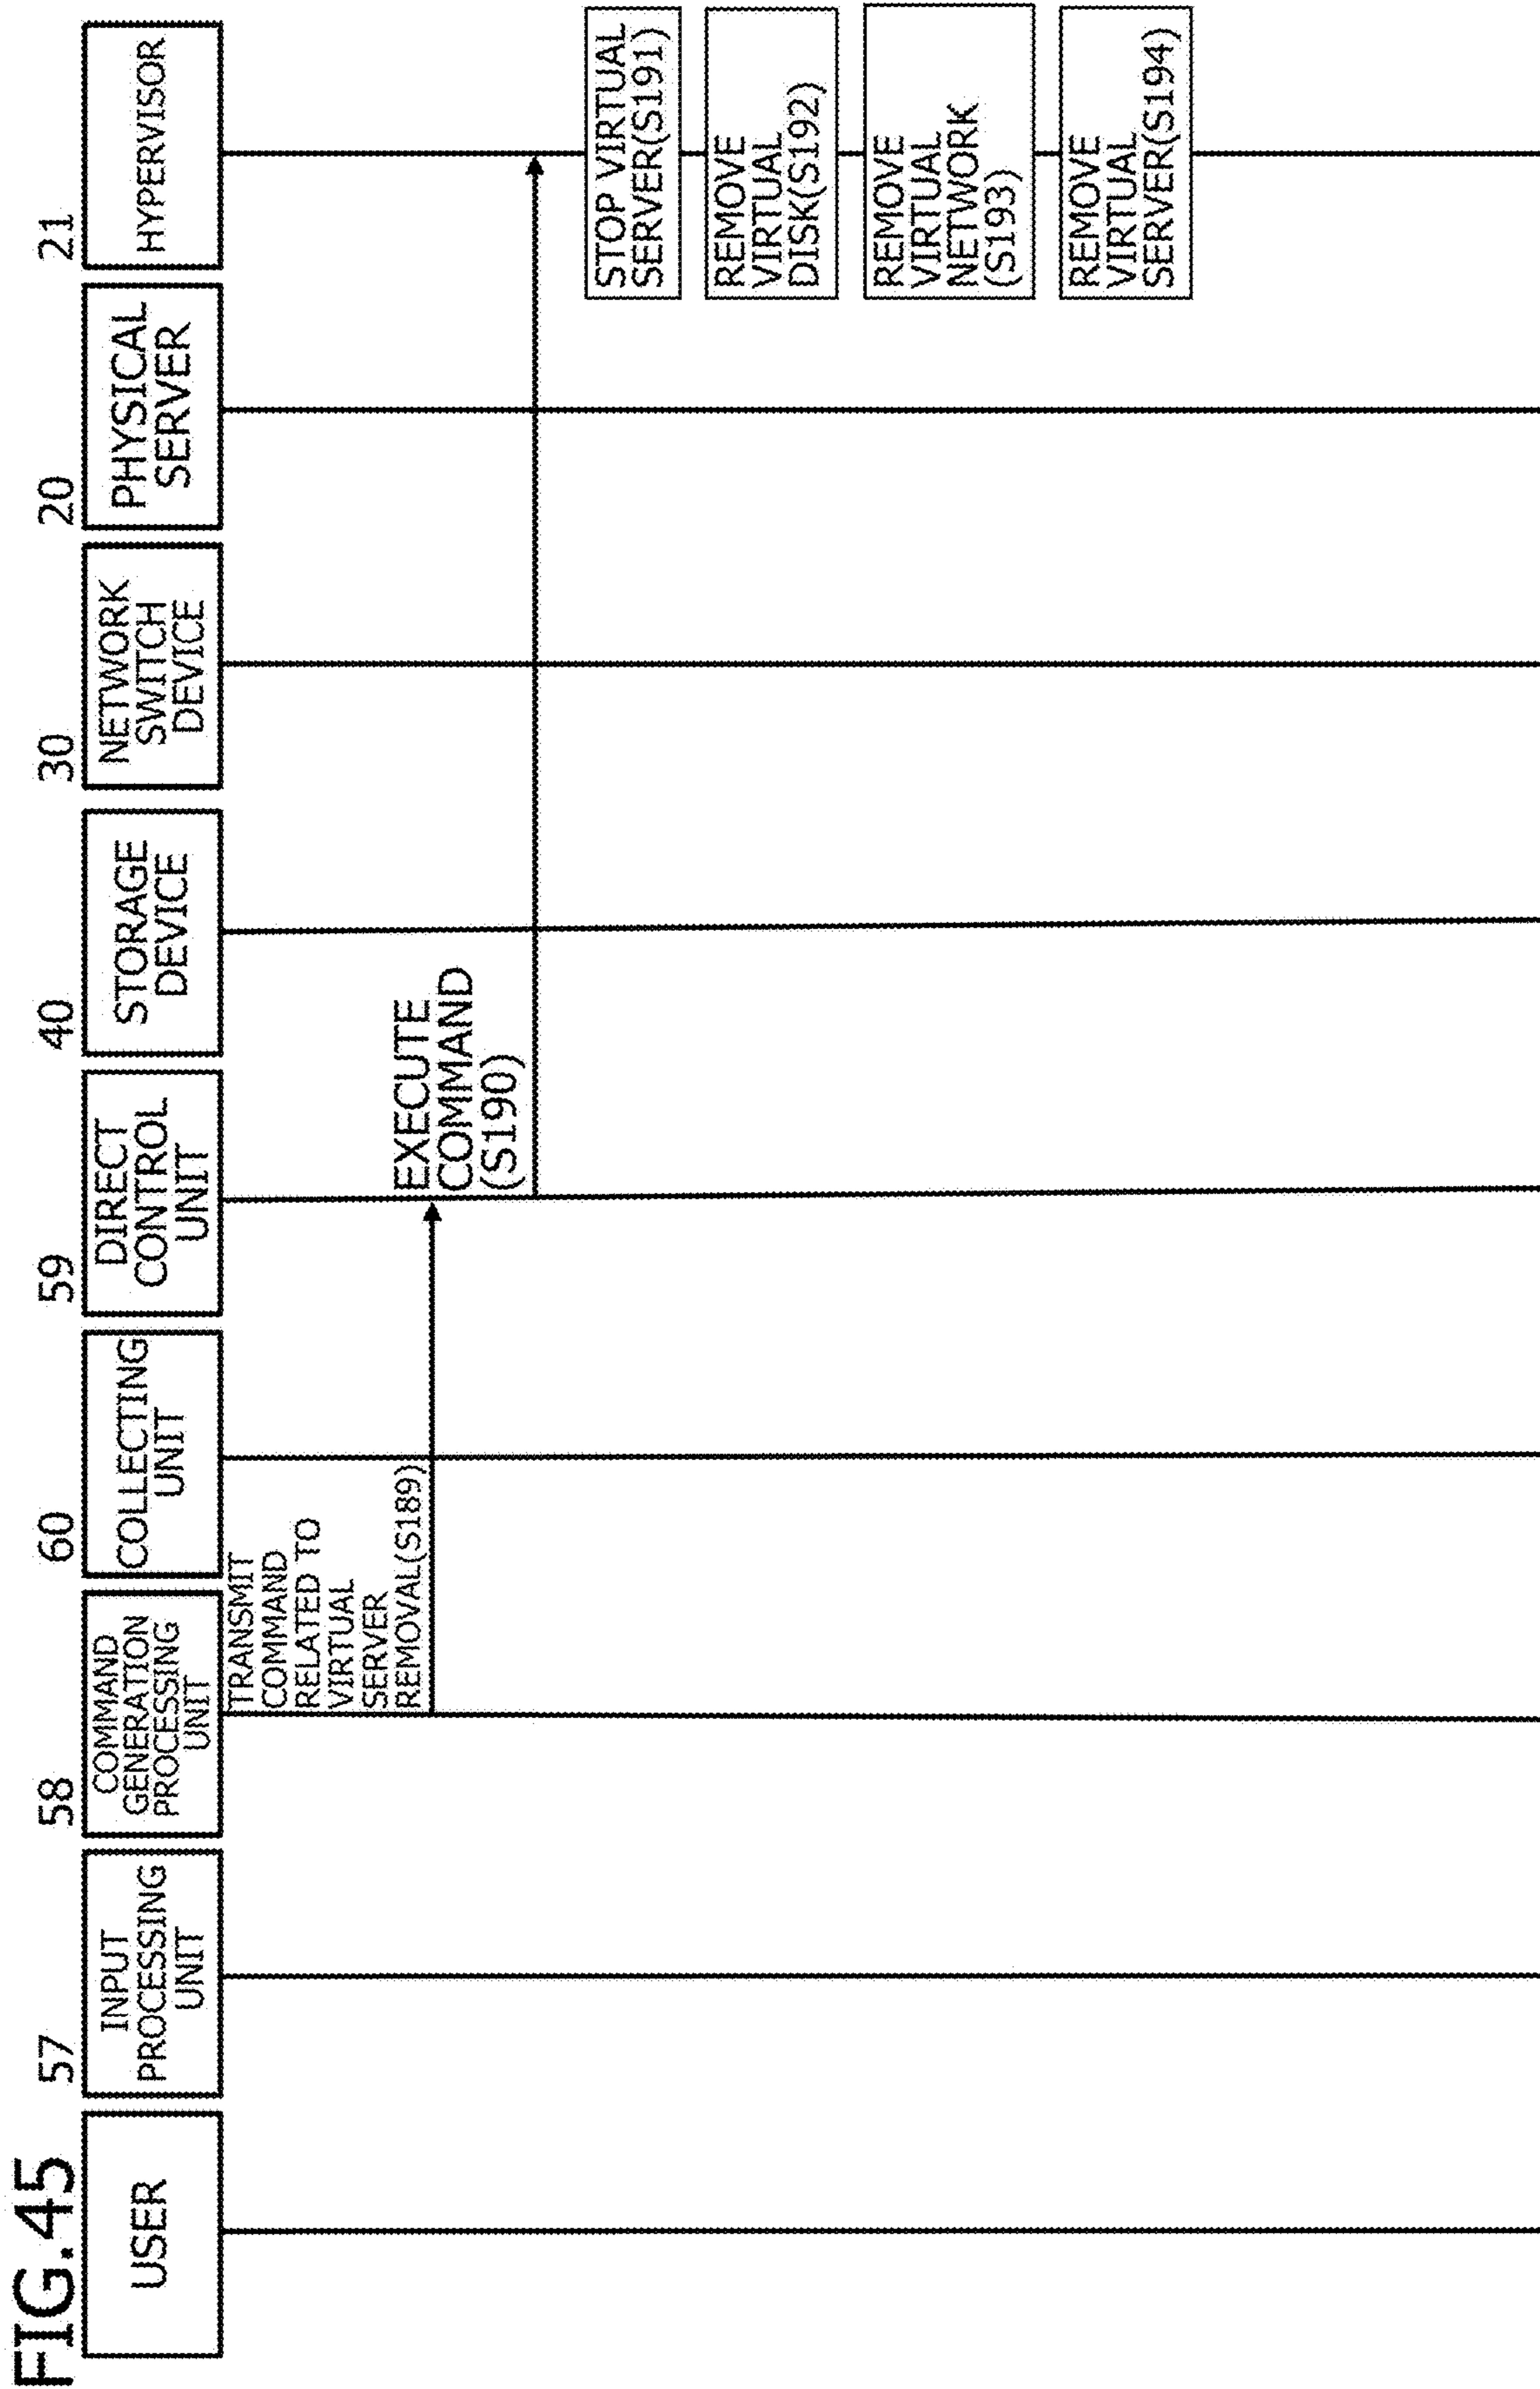 FIG.45
USER
57
INPUT
PROCESSING
UNIT
58
COMMAND
GENERATION
PROCESSING
UNIT
60
COLLECTING
UNIT
59
DIRECT
CONTROL
UNIT
40
STORAGE
DEVICE
30
NETWORK
SWITCH
DEVICE
20
PHYSICAL
SERVER
21
HYPERVISOR
TRANSMIT
COMMAND
RELATED TO
VIRTUAL
SERVER
REMOVAL(S189)
EXECUTE
COMMAND
(S190)
STOP VIRTUAL
SERVER(S191)
REMOVE
VIRTUAL
DISK(S192)
REMOVE
VIRTUAL
NETWORK
(S193)
REMOVE
VIRTUAL
SERVER(S194)